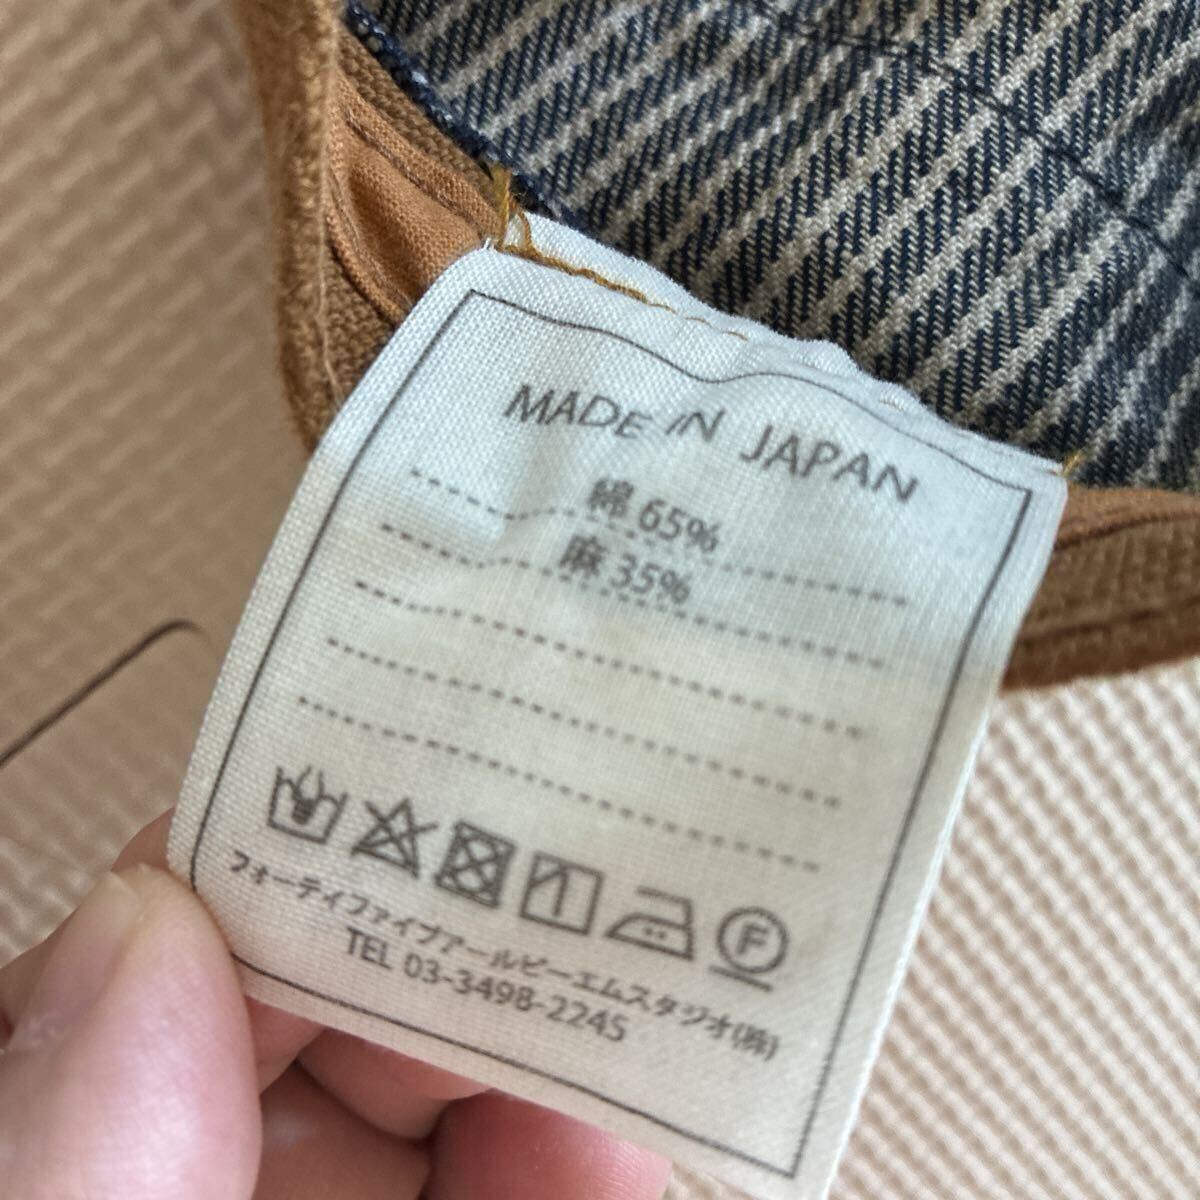 MADE IN JAPAN
綿 65%
麻 35%
F
フォーティファイブアールピーエムスタジオ(株)
TEL 03-3498-2245